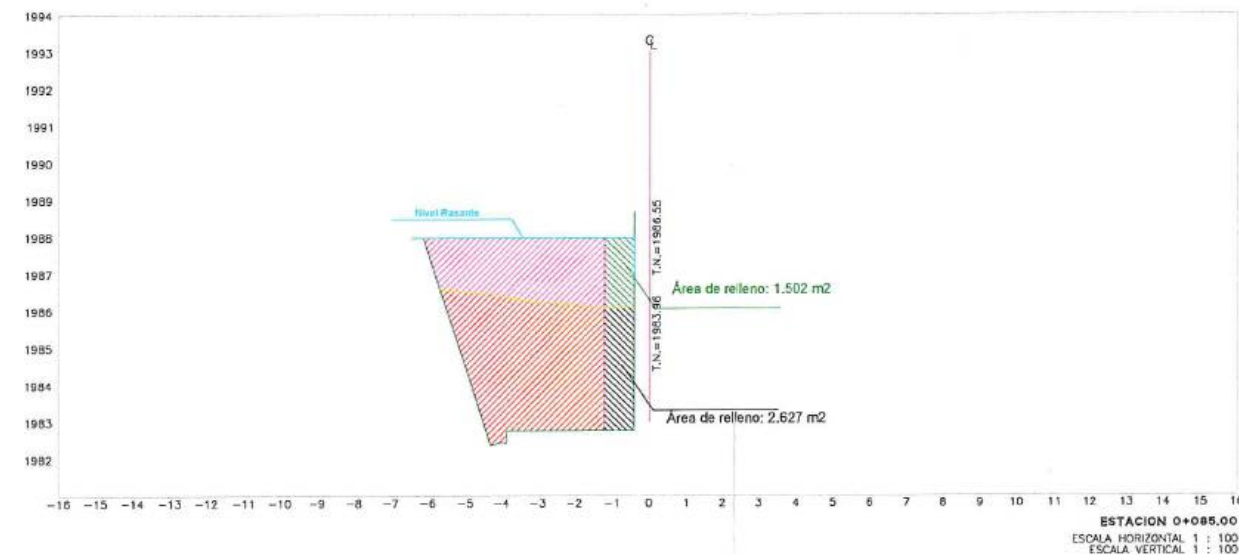 1994
1993
1992
1991
1990
1989
1988
1987
1986
1985
1984
1983
1982
℄
Nivel Rasante
T.N.=1986.55
Área de relleno: 1.502 m2
T.N.=1983.96
Área de relleno: 2.627 m2
-16 -15 -14 -13 -12 -11 -10 -9 -8 -7 -6 -5 -4 -3 -2 -1 0 1 2 3 4 5 6 7 8 9 10 11 12 13 14 15 16
ESTACION 0+085.00
ESCALA HORIZONTAL 1 : 100
ESCALA VERTICAL 1 : 100